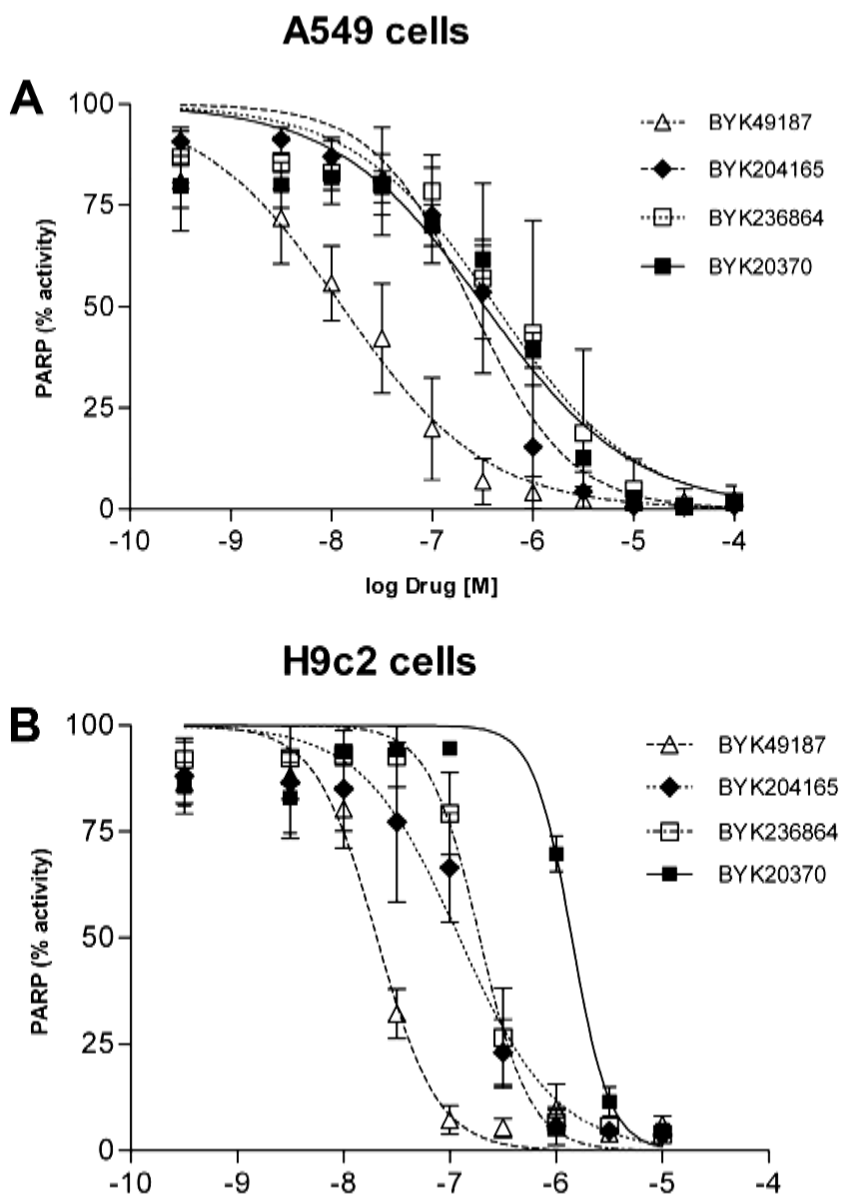 A549 cells
A
100
75
50
25
0
PARP (% activity)
-10 -9 -8 -7 -6 -5 -4
log Drug [M]
BYK49187
BYK204165
BYK236864
BYK20370
H9c2 cells
B
100
75
50
25
0
PARP (% activity)
-10 -9 -8 -7 -6 -5 -4
BYK49187
BYK204165
BYK236864
BYK20370